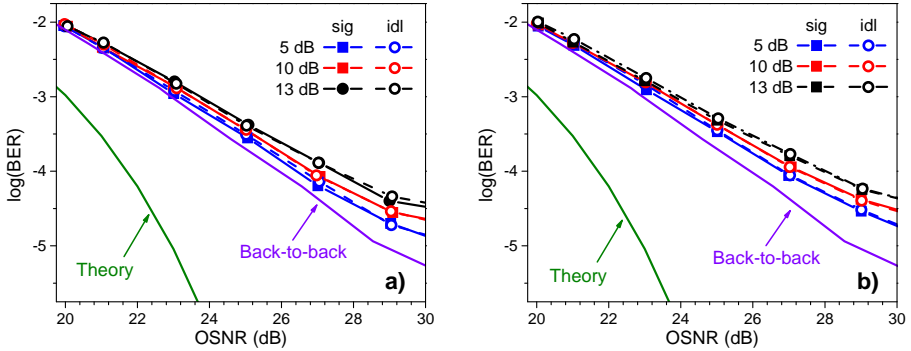 sig idl
5 dB
10 dB
13 dB
-2
-3
-4
-5
log(BER)
Theory
Back-to-back
a)
20 22 24 26 28 30
OSNR (dB)
sig idl
5 dB
10 dB
13 dB
-2
-3
-4
-5
log(BER)
Theory
Back-to-back
b)
20 22 24 26 28 30
OSNR (dB)